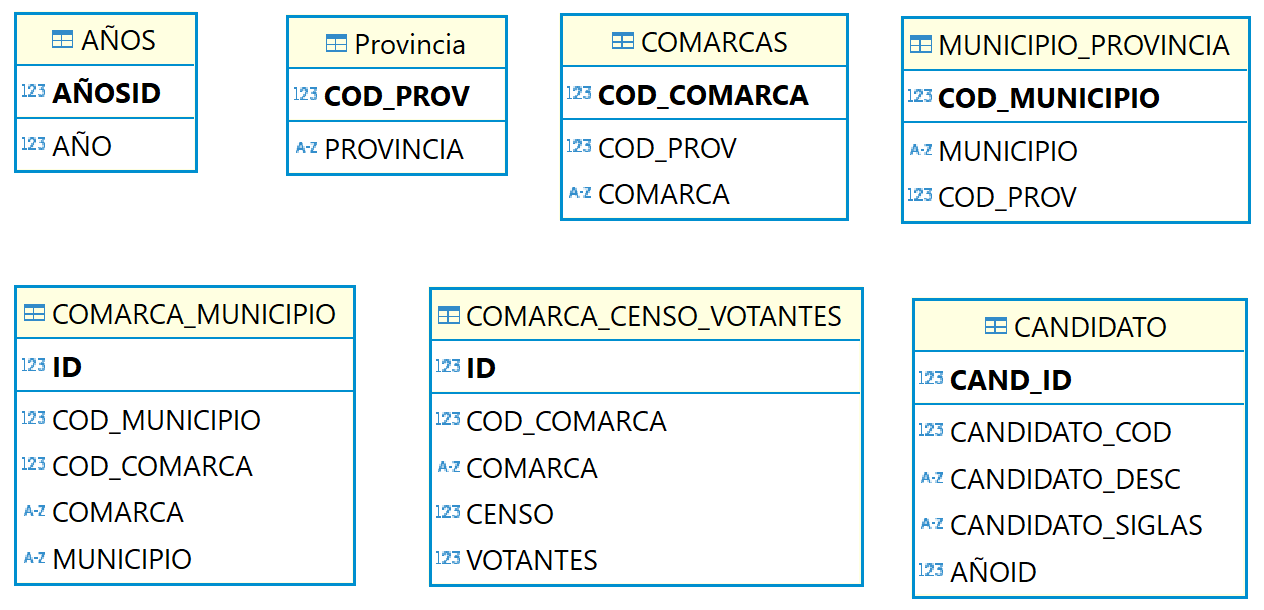 AÑOS
123 AÑOSID
123 AÑO
Provincia
123 COD_PROV
A-Z PROVINCIA
COMARCAS
123 COD_COMARCA
123 COD_PROV
A-Z COMARCA
MUNICIPIO_PROVINCIA
123 COD_MUNICIPIO
A-Z MUNICIPIO
123 COD_PROV
COMARCA_MUNICIPIO
123 ID
123 COD_MUNICIPIO
123 COD_COMARCA
A-Z COMARCA
A-Z MUNICIPIO
COMARCA_CENSO_VOTANTES
123 ID
123 COD_COMARCA
A-Z COMARCA
123 CENSO
123 VOTANTES
CANDIDATO
123 CAND_ID
123 CANDIDATO_COD
A-Z CANDIDATO_DESC
A-Z CANDIDATO_SIGLAS
123 AÑOID